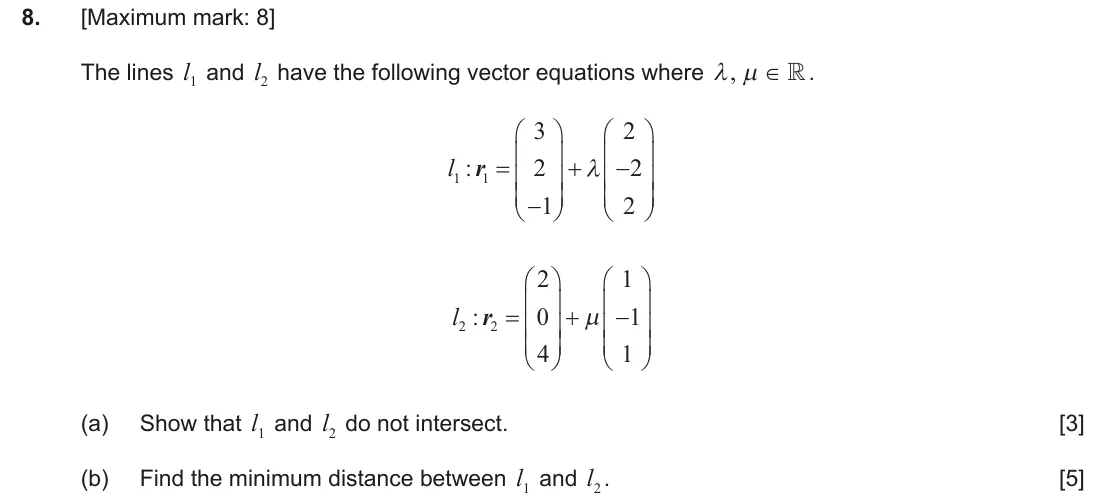 8. [Maximum mark: 8]
The lines l₁ and l₂ have the following vector equations where λ, μ ∈ ℝ.
l₁ : r₁ = (3, 2, −1) + λ(2, −2, 2)
l₂ : r₂ = (2, 0, 4) + μ(1, −1, 1)
(a) Show that l₁ and l₂ do not intersect. [3]
(b) Find the minimum distance between l₁ and l₂. [5]